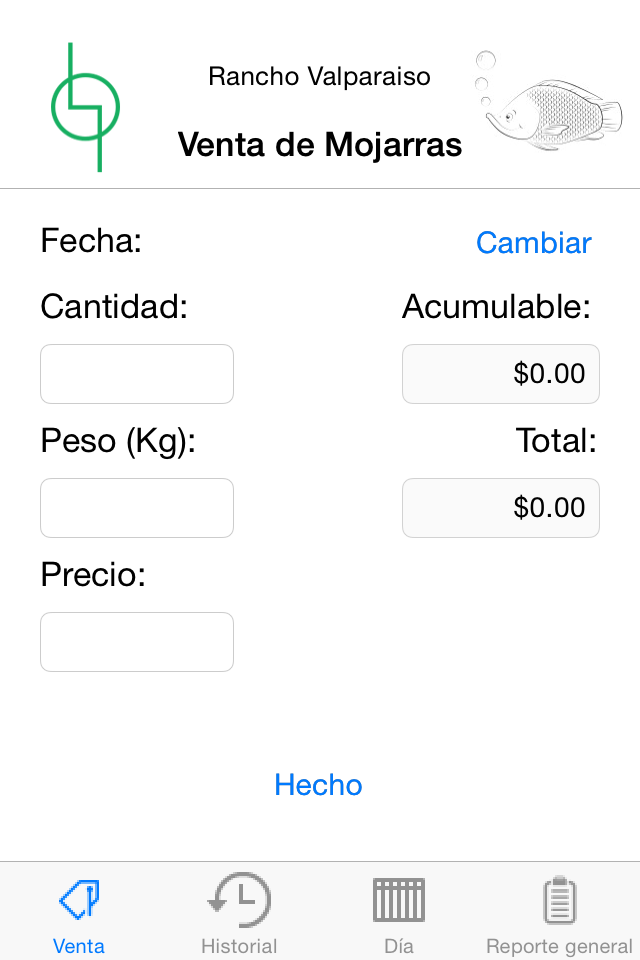 Rancho Valparaiso
Venta de Mojarras
Fecha:
Cambiar
Cantidad:
Acumulable:
$0.00
Peso (Kg):
Total:
$0.00
Precio:
Hecho
Venta
Historial
Día
Reporte general